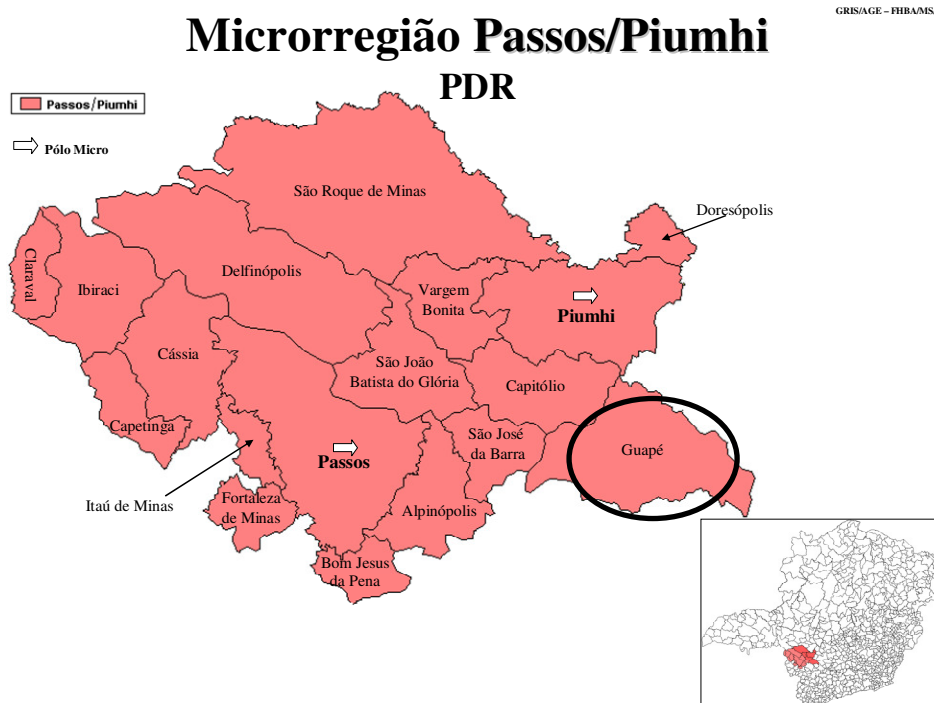 GRIS/AGE – FHBA/MS
Microrregião Passos/Piumhi
PDR
Passos/Piumhi
Pólo Micro
São Roque de Minas
Doresópolis
Claraval
Ibiraci
Delfinópolis
Vargem
Bonita
Piumhi
Cássia
São João
Batista do Glória
Capitólio
Capetinga
São José
da Barra
Guapé
Passos
Itaú de Minas
Fortaleza
de Minas
Alpinópolis
Bom Jesus
da Pena